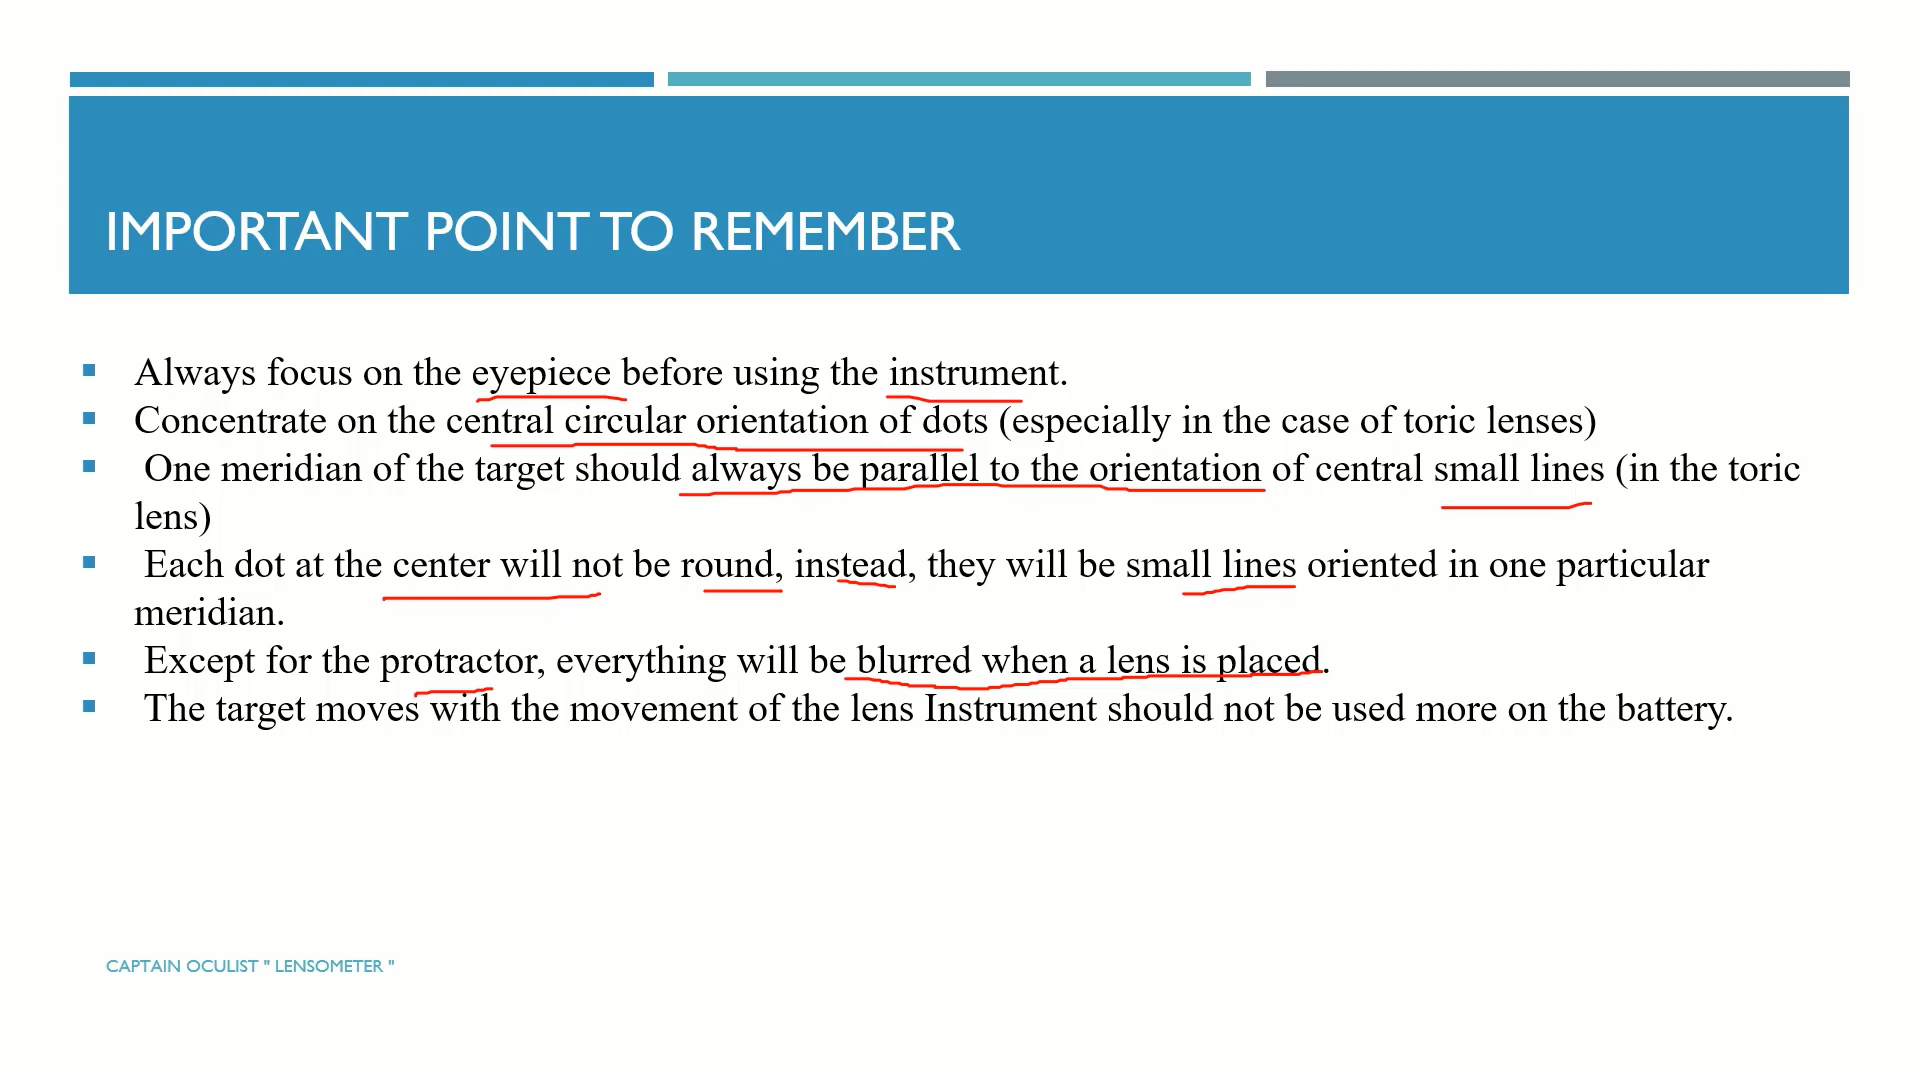 IMPORTANT POINT TO REMEMBER
Always focus on the eyepiece before using the instrument.
Concentrate on the central circular orientation of dots (especially in the case of toric lenses)
One meridian of the target should always be parallel to the orientation of central small lines (in the toric
lens)
Each dot at the center will not be round, instead, they will be small lines oriented in one particular
meridian.
Except for the protractor, everything will be blurred when a lens is placed.
The target moves with the movement of the lens Instrument should not be used more on the battery.
CAPTAIN OCULIST " LENSOMETER "